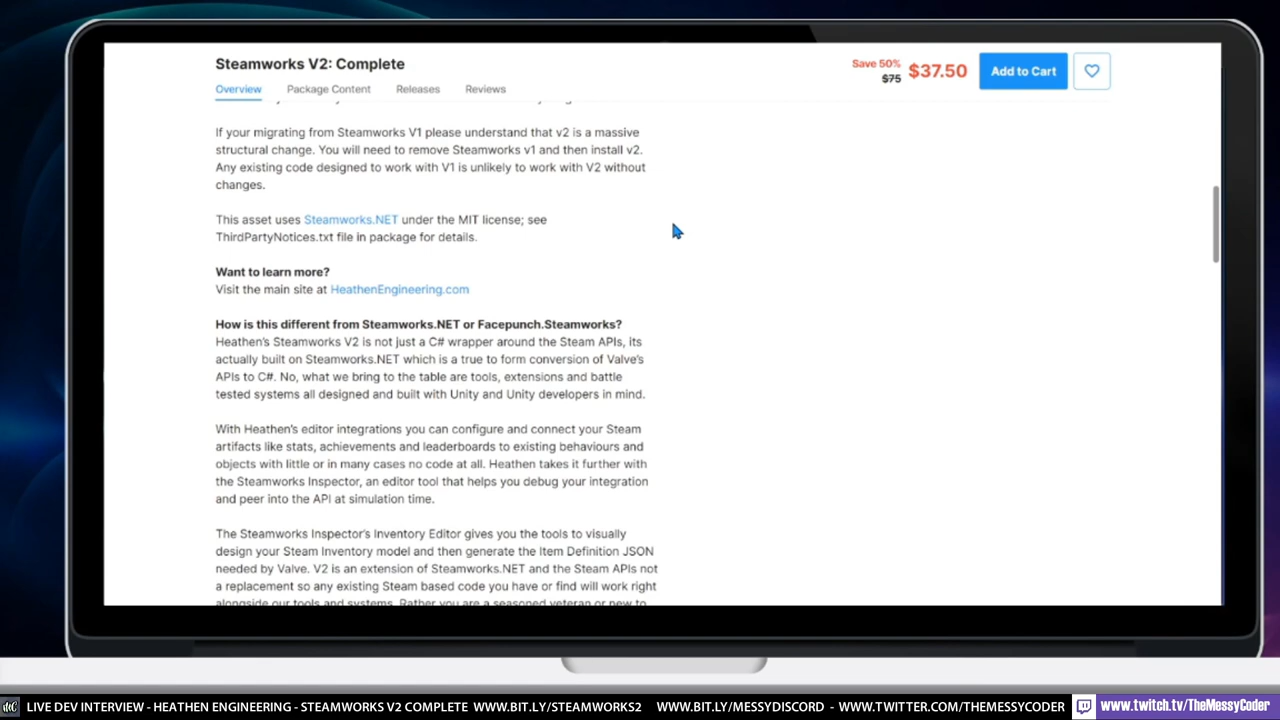 Steamworks V2: Complete
Save 50%
$75
$37.50
Add to Cart
Overview Package Content Releases Reviews
If your migrating from Steamworks V1 please understand that v2 is a massive
structural change. You will need to remove Steamworks v1 and then install v2.
Any existing code designed to work with V1 is unlikely to work with V2 without
changes.
This asset uses Steamworks.NET under the MIT license; see
ThirdPartyNotices.txt file in package for details.
Want to learn more?
Visit the main site at HeathenEngineering.com
How is this different from Steamworks.NET or Facepunch.Steamworks?
Heathen's Steamworks V2 is not just a C# wrapper around the Steam APIs, its
actually built on Steamworks.NET which is a true to form conversion of Valve's
APIs to C#. No, what we bring to the table are tools, extensions and battle
tested systems all designed and built with Unity and Unity developers in mind.
With Heathen's editor integrations you can configure and connect your Steam
artifacts like stats, achievements and leaderboards to existing behaviours and
objects with little or in many cases no code at all. Heathen takes it further with
the Steamworks Inspector, an editor tool that helps you debug your integration
and peer into the API at simulation time.
The Steamworks Inspector's Inventory Editor gives you the tools to visually
design your Steam Inventory model and then generate the Item Definition JSON
needed by Valve. V2 is an extension of Steamworks.NET and the Steam APIs not
a replacement so any existing Steam based code you have or find will work right
alongside our tools and systems. Rather you are a seasoned veteran or new to
LIVE DEV INTERVIEW - HEATHEN ENGINEERING - STEAMWORKS V2 COMPLETE WWW.BIT.LY/STEAMWORKS2 WWW.BIT.LY/MESSYDISCORD - WWW.TWITTER.COM/THEMESSYCODER
www.twitch.tv/TheMessyCoder